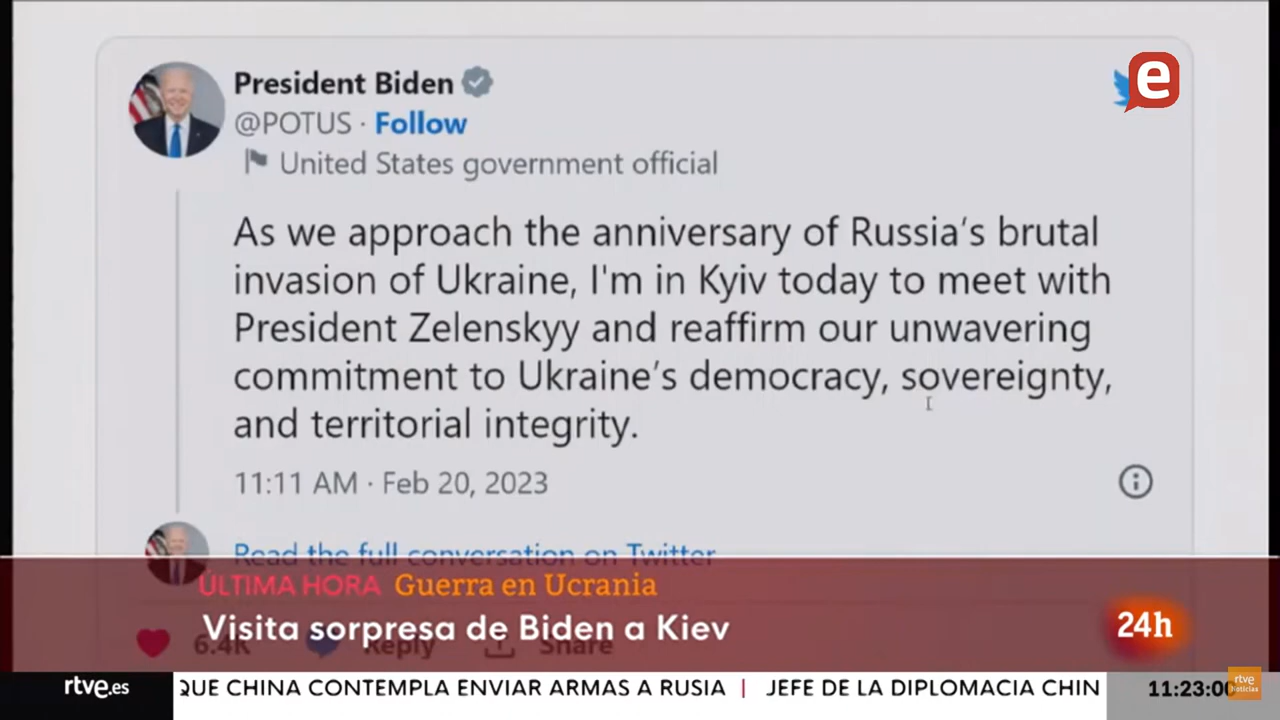 President Biden
@POTUS · Follow
United States government official
e
As we approach the anniversary of Russia's brutal
invasion of Ukraine, I'm in Kyiv today to meet with
President Zelenskyy and reaffirm our unwavering
commitment to Ukraine's democracy, sovereignty,
and territorial integrity.
11:11 AM · Feb 20, 2023
Read the full conversation on Twitter
ÚLTIMA HORA Guerra en Ucrania
Visita sorpresa de Biden a Kiev
24h
6.4K Reply Share
rtve.es QUE CHINA CONTEMPLA ENVIAR ARMAS A RUSIA | JEFE DE LA DIPLOMACIA CHIN 11:23:00
rtve
Noticias